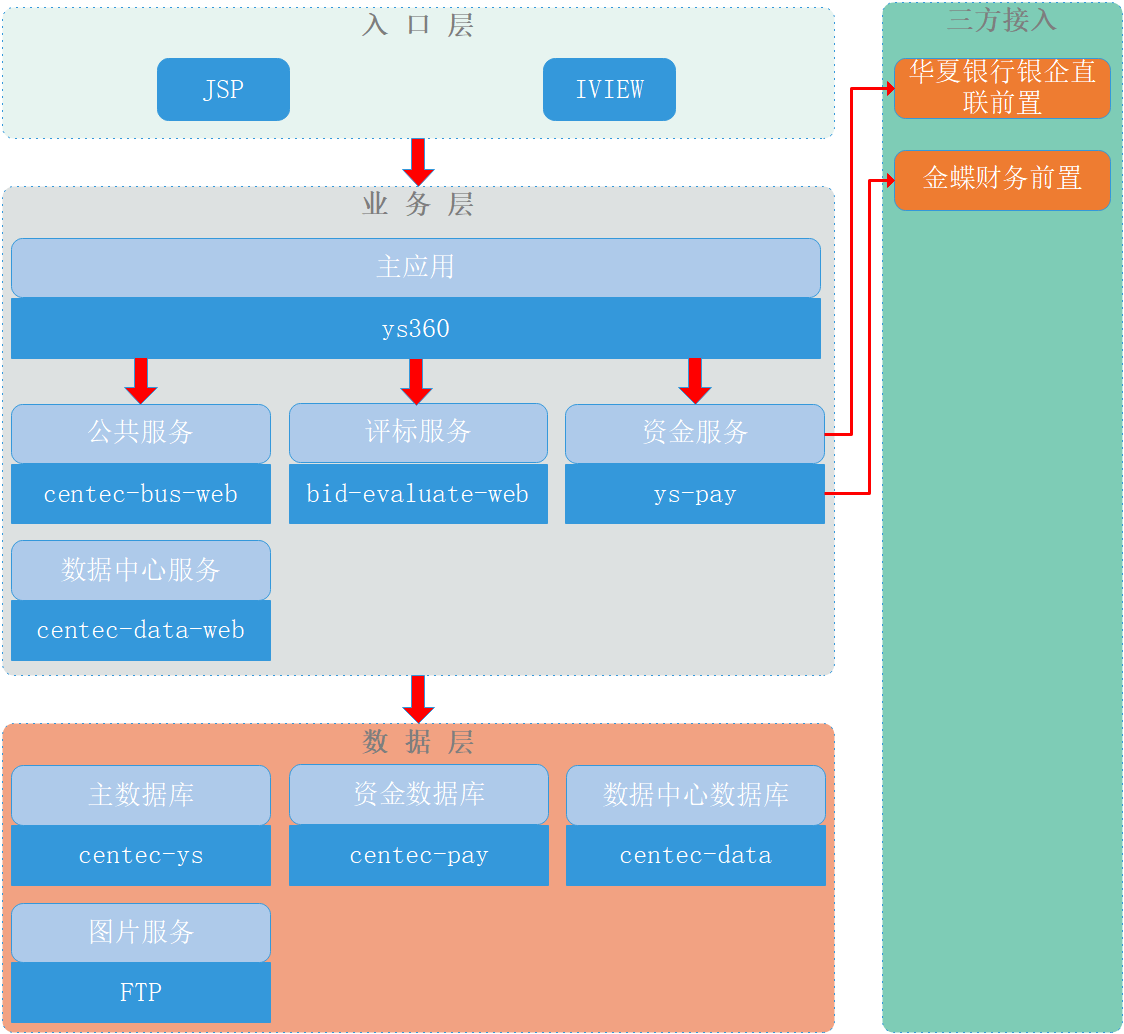 入 口 层
JSP
IVIEW
业 务 层
主应用
ys360
公共服务
评标服务
资金服务
centec-bus-web
bid-evaluate-web
ys-pay
数据中心服务
centec-data-web
数 据 层
主数据库
资金数据库
数据中心数据库
centec-ys
centec-pay
centec-data
图片服务
FTP
三方接入
华夏银行银企直
联前置
金蝶财务前置